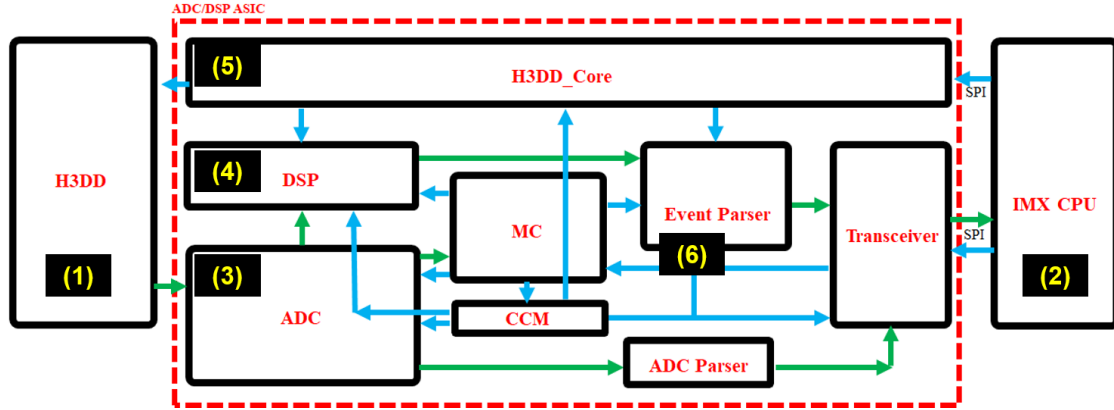 ADC/DSP ASIC
(5)
H3DD_Core
SPI
H3DD
(4)
DSP
MC
Event Parser
Transceiver
IMX CPU
SPI
(1)
(3)
(6)
(2)
ADC
CCM
ADC Parser